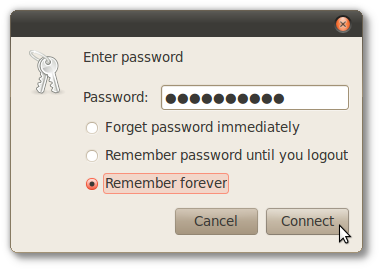 Enter password
Password: ●●●●●●●●●●
Forget password immediately
Remember password until you logout
Remember forever
Cancel Connect